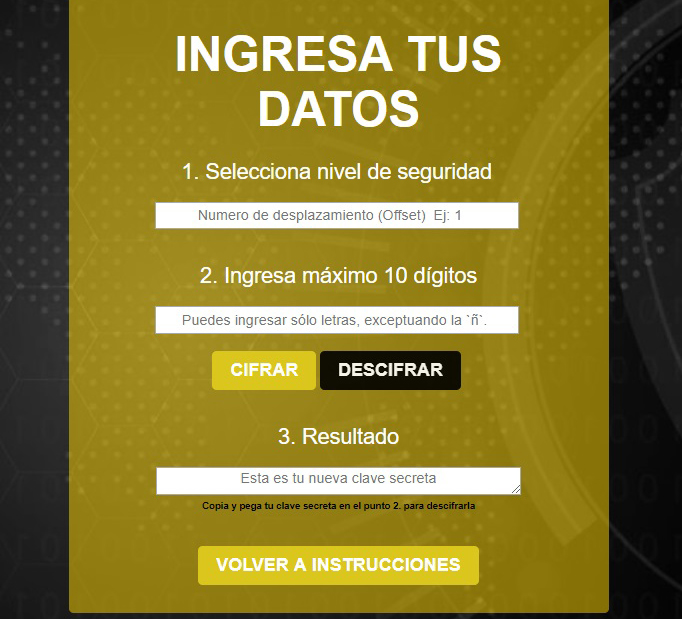 INGRESA TUS
DATOS
1. Selecciona nivel de seguridad
Numero de desplazamiento (Offset)  Ej: 1
2. Ingresa máximo 10 dígitos
Puedes ingresar sólo letras, exceptuando la `ñ`.
CIFRAR DESCIFRAR
3. Resultado
Esta es tu nueva clave secreta
Copia y pega tu clave secreta en el punto 2. para descifrarla
VOLVER A INSTRUCCIONES